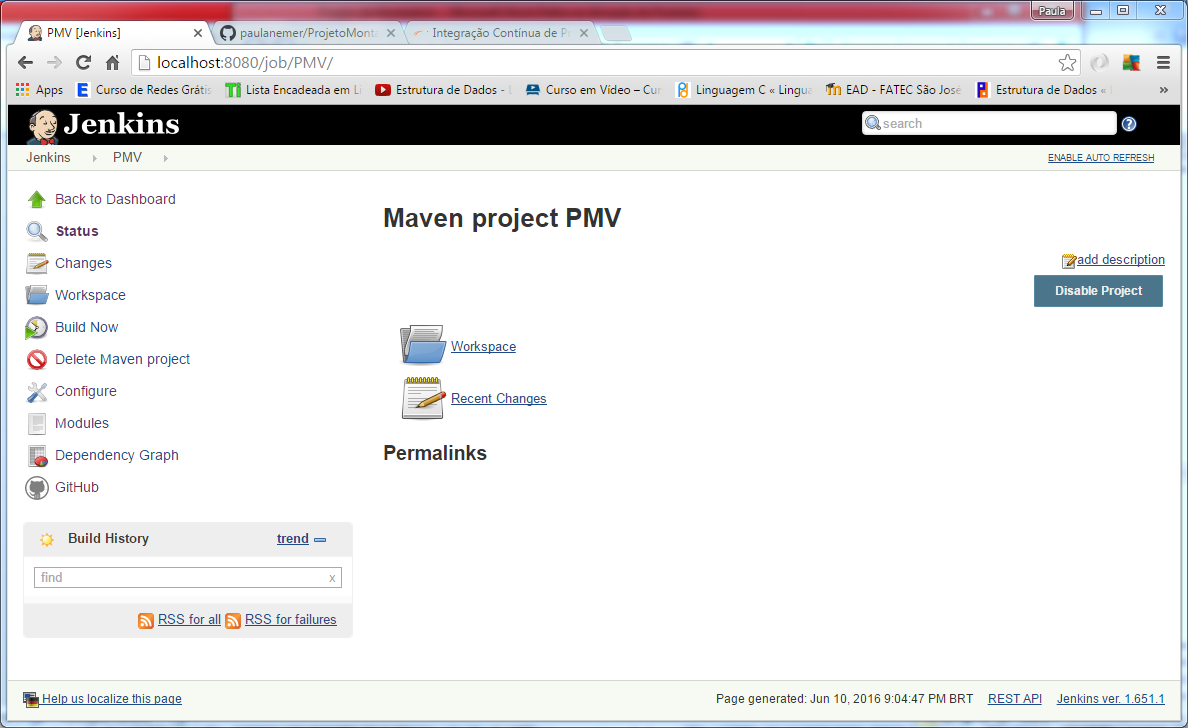 Paula
PMV [Jenkins]
paulanemer/ProjetoMont
Integração Contínua de Pr
localhost:8080/job/PMV/
Apps
Curso de Redes Grátis
Lista Encadeada em Li
Estrutura de Dados -
Curso em Vídeo – Cur
Linguagem C « Lingua
EAD - FATEC São José
Estrutura de Dados «
»
Jenkins
search
Jenkins
PMV
ENABLE AUTO REFRESH
Back to Dashboard
Status
Changes
Workspace
Build Now
Delete Maven project
Configure
Modules
Dependency Graph
GitHub
Maven project PMV
add description
Disable Project
Workspace
Recent Changes
Permalinks
Build History
trend
find
x
RSS for all
RSS for failures
Help us localize this page
Page generated: Jun 10, 2016 9:04:47 PM BRT
REST API
Jenkins ver. 1.651.1